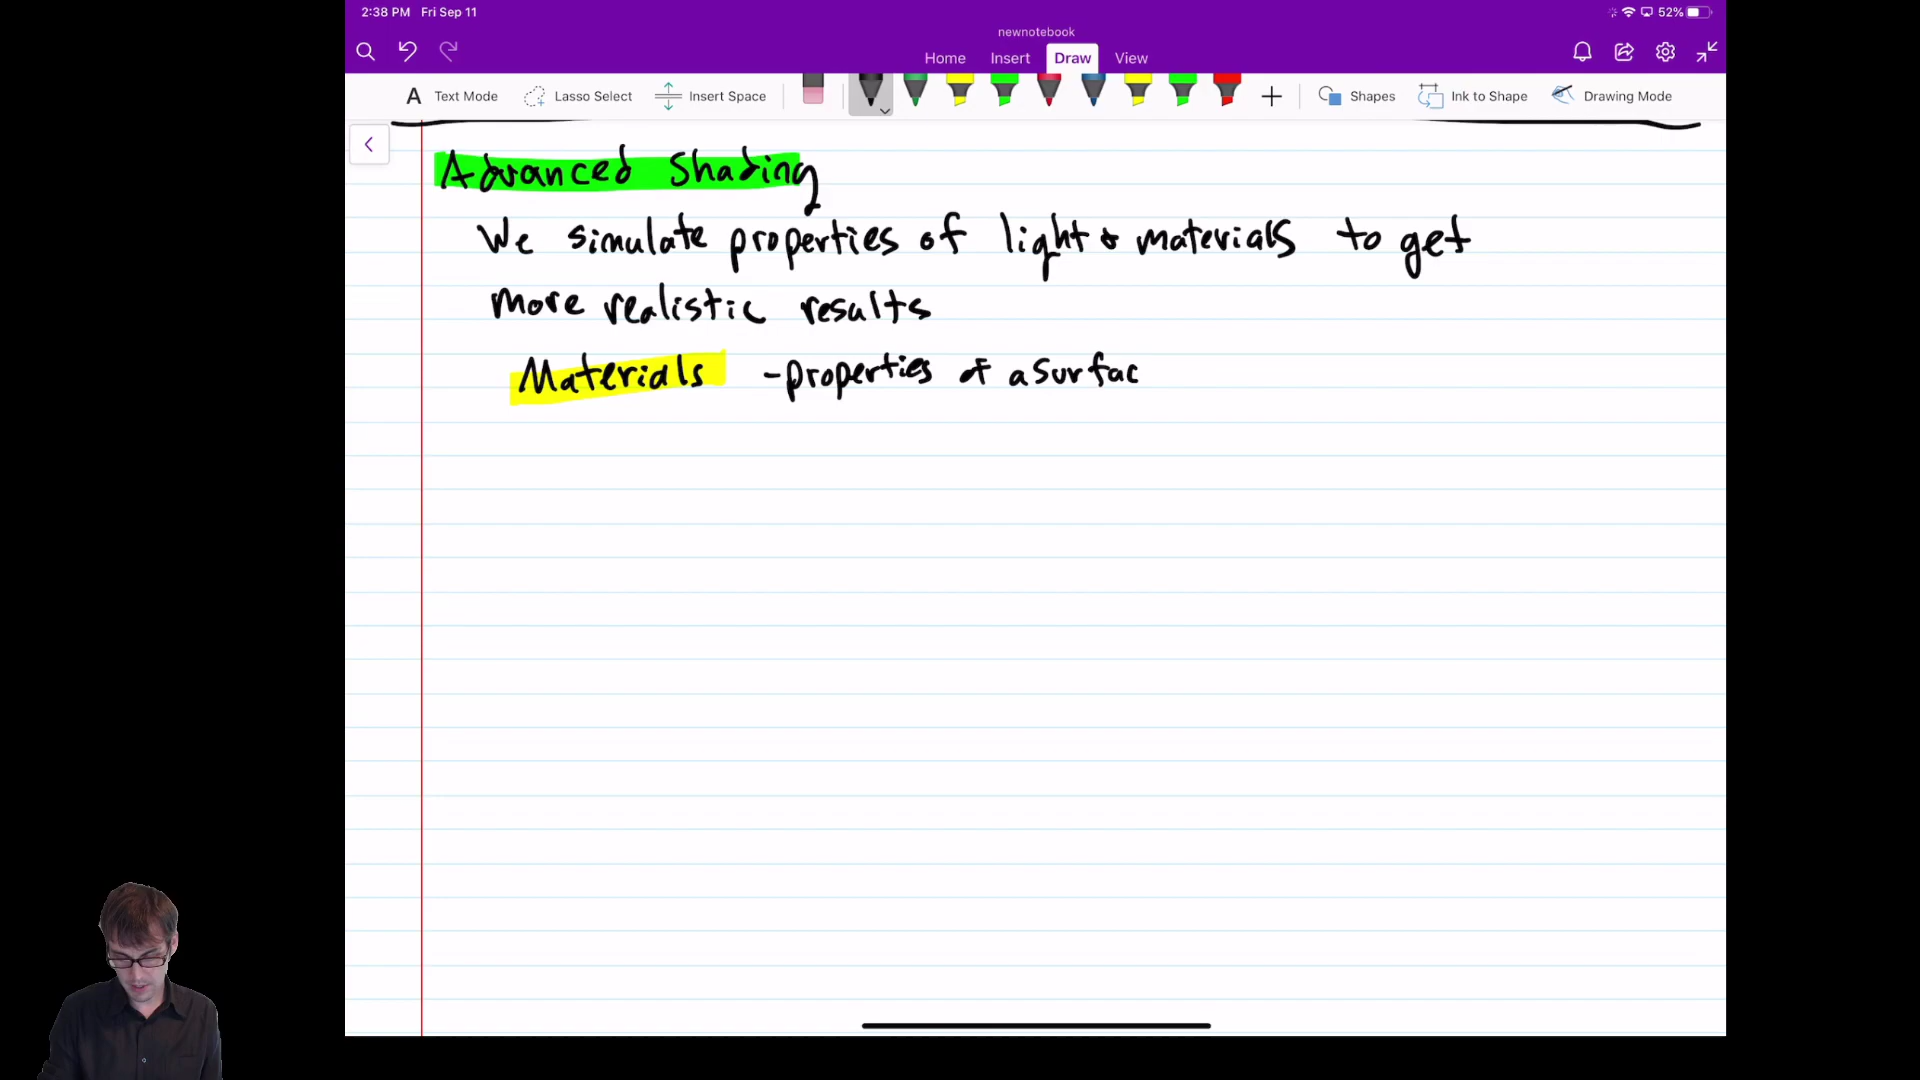 2:38 PM Fri Sep 11
52%
newnotebook
Home Insert Draw View
A Text Mode Lasso Select Insert Space Shapes Ink to Shape Drawing Mode
Advanced Shading
We simulate properties of light & materials to get
more realistic results
Materials - properties of a surfac